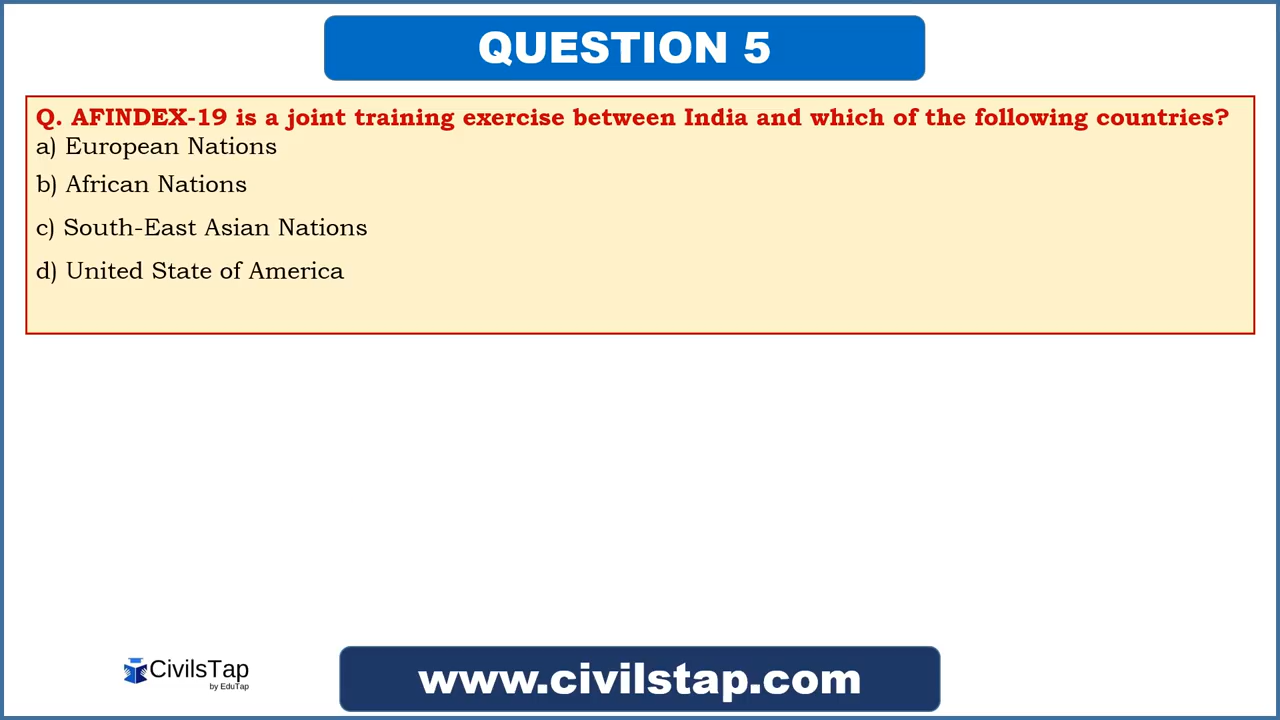 QUESTION 5
Q. AFINDEX-19 is a joint training exercise between India and which of the following countries?
a) European Nations
b) African Nations
c) South-East Asian Nations
d) United State of America
CivilsTap
by EduTap
www.civilstap.com